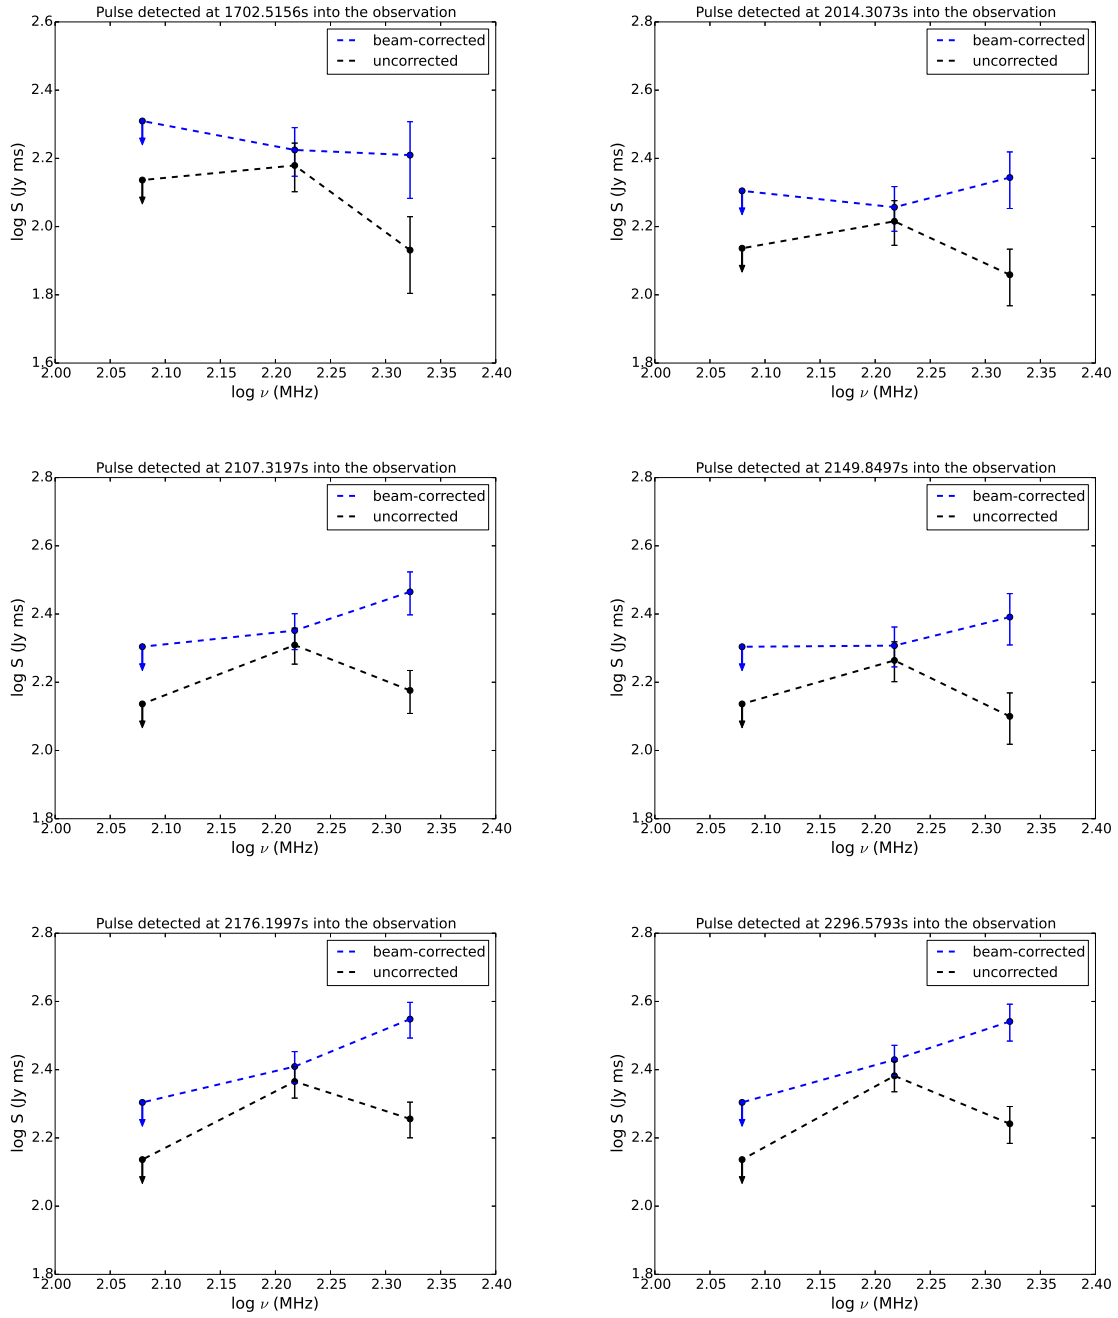 Pulse detected at 1702.5156s into the observation
beam-corrected
uncorrected
log S (Jy ms)
2.6
2.4
2.2
2.0
1.8
1.6
2.00 2.05 2.10 2.15 2.20 2.25 2.30 2.35 2.40
log ν (MHz)
Pulse detected at 2014.3073s into the observation
beam-corrected
uncorrected
log S (Jy ms)
2.8
2.6
2.4
2.2
2.0
1.8
2.00 2.05 2.10 2.15 2.20 2.25 2.30 2.35 2.40
log ν (MHz)
Pulse detected at 2107.3197s into the observation
beam-corrected
uncorrected
log S (Jy ms)
2.8
2.6
2.4
2.2
2.0
1.8
2.00 2.05 2.10 2.15 2.20 2.25 2.30 2.35 2.40
log ν (MHz)
Pulse detected at 2149.8497s into the observation
beam-corrected
uncorrected
log S (Jy ms)
2.8
2.6
2.4
2.2
2.0
1.8
2.00 2.05 2.10 2.15 2.20 2.25 2.30 2.35 2.40
log ν (MHz)
Pulse detected at 2176.1997s into the observation
beam-corrected
uncorrected
log S (Jy ms)
2.8
2.6
2.4
2.2
2.0
1.8
2.00 2.05 2.10 2.15 2.20 2.25 2.30 2.35 2.40
log ν (MHz)
Pulse detected at 2296.5793s into the observation
beam-corrected
uncorrected
log S (Jy ms)
2.8
2.6
2.4
2.2
2.0
1.8
2.00 2.05 2.10 2.15 2.20 2.25 2.30 2.35 2.40
log ν (MHz)